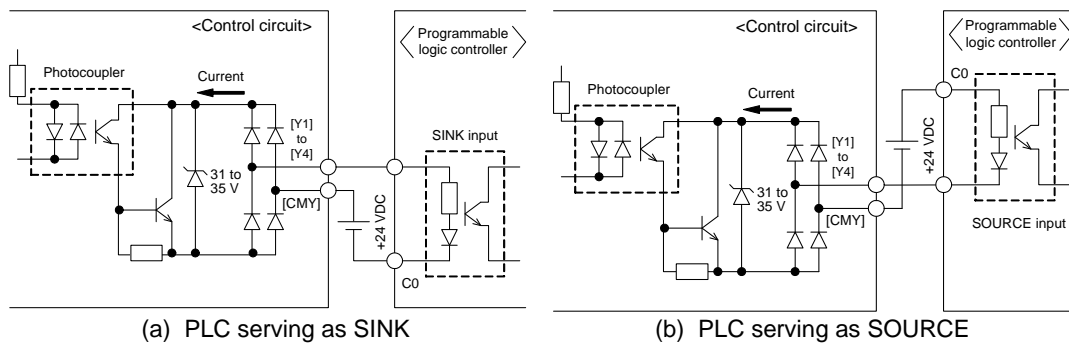 <Control circuit>
Programmable
logic controller
Photocoupler
Current
[Y1]
to
[Y4]
SINK input
31 to
35 V
[CMY]
+24 VDC
C0
(a) PLC serving as SINK
<Control circuit>
Programmable
logic controller
C0
Photocoupler
Current
[Y1]
to
[Y4]
+24 VDC
31 to
35 V
[CMY]
SOURCE input
(b) PLC serving as SOURCE